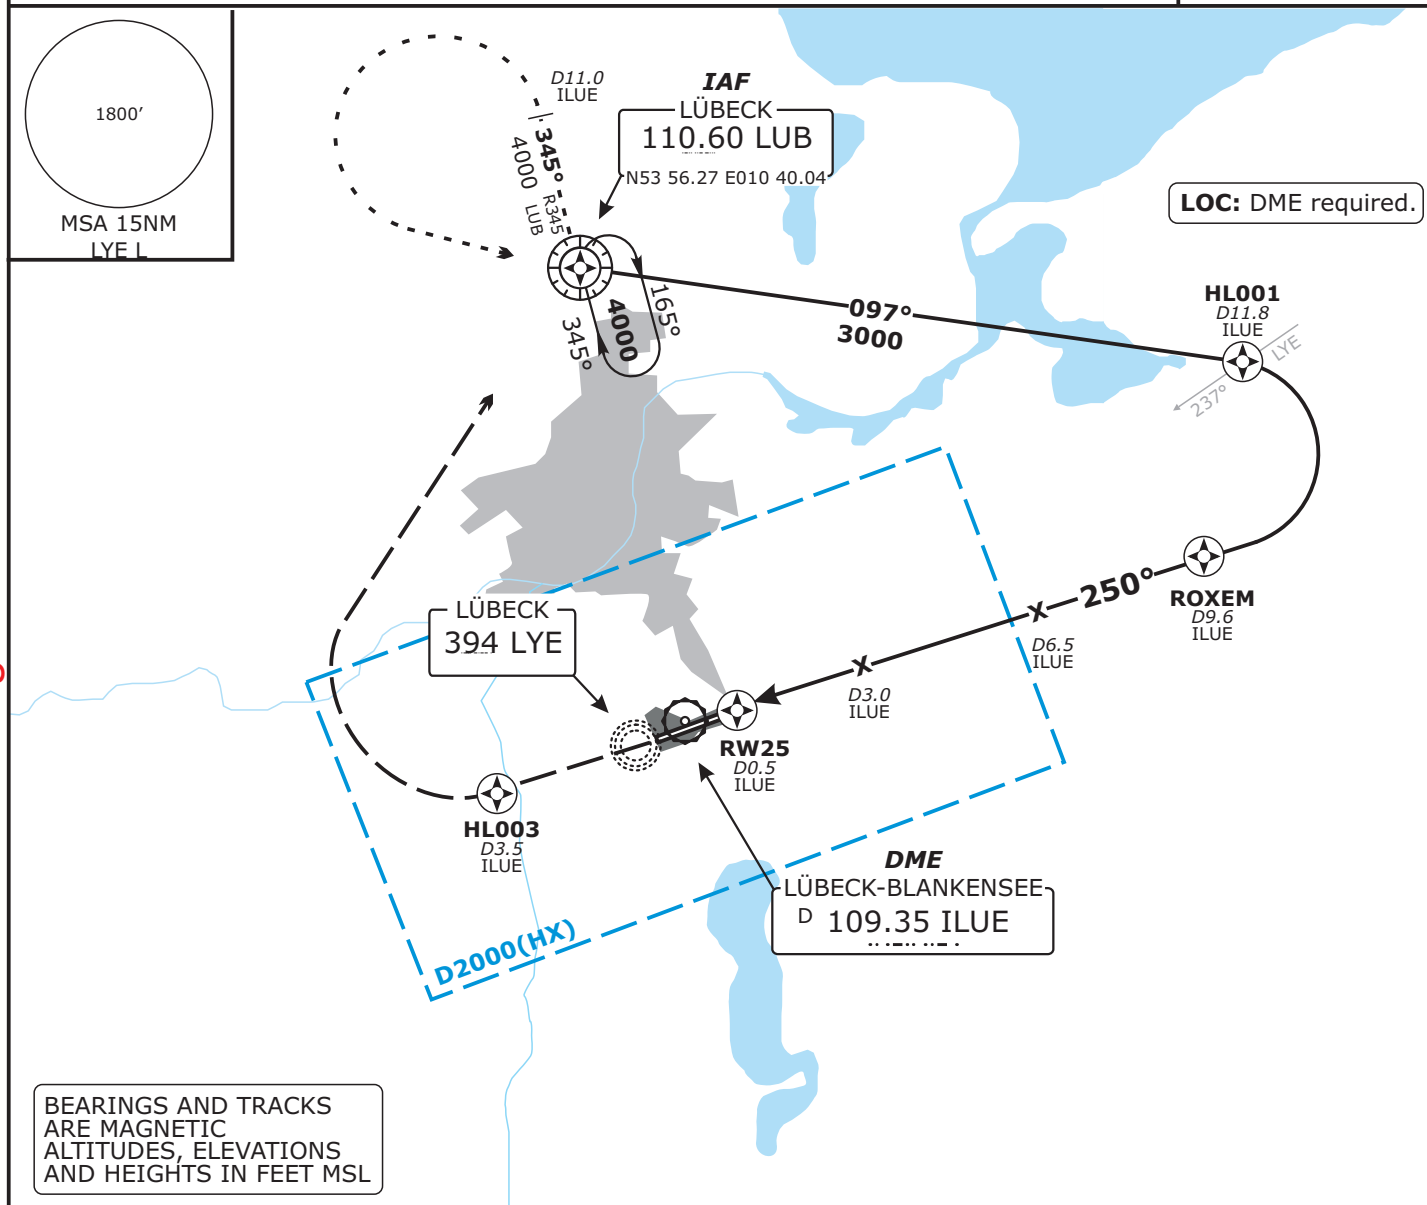 1800’
MSA 15NM
LYE L
D11.0
ILUE
345°
4000
R345
LUB
IAF
LÜBECK
110.60 LUB
N53 56.27 E010 40.04
LOC: DME required.
097°
3000
HL001
D11.8
ILUE
LYE
237°
345°
4000
165°
250°
ROXEM
D9.6
ILUE
D6.5
ILUE
D3.0
ILUE
LÜBECK
394 LYE
RW25
D0.5
ILUE
HL003
D3.5
ILUE
DME
LÜBECK-BLANKENSEE
D 109.35 ILUE
D2000(HX)
BEARINGS AND TRACKS
ARE MAGNETIC
ALTITUDES, ELEVATIONS
AND HEIGHTS IN FEET MSL